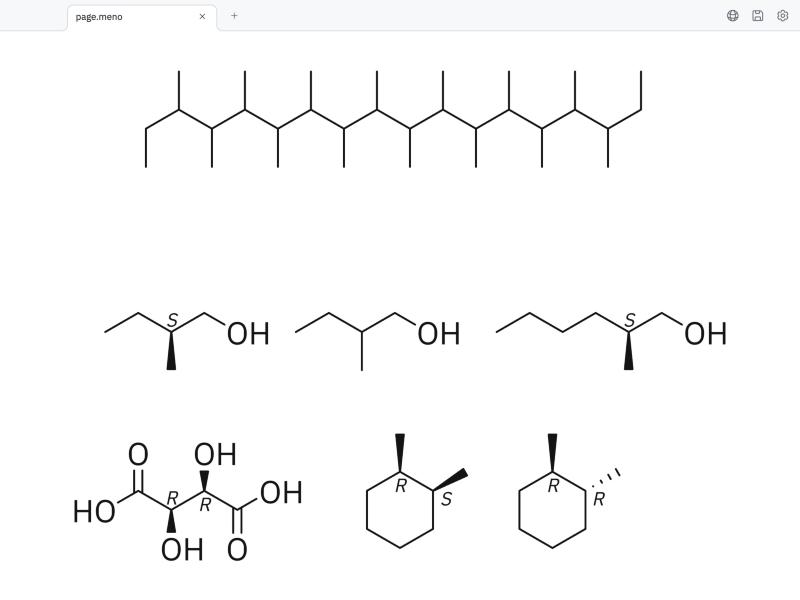 page.meno
S OH OH S OH
O OH
HO R R OH
OH O
R S R R